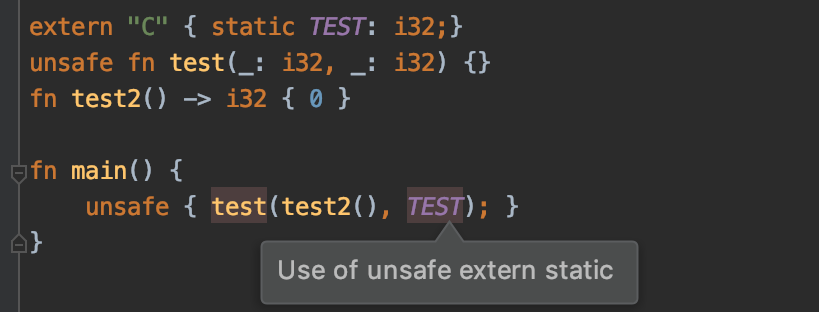 extern "C" { static TEST: i32;}
unsafe fn test(_: i32, _: i32) {}
fn test2() -> i32 { 0 }
fn main() {
unsafe { test(test2(), TEST); }
}
Use of unsafe extern static